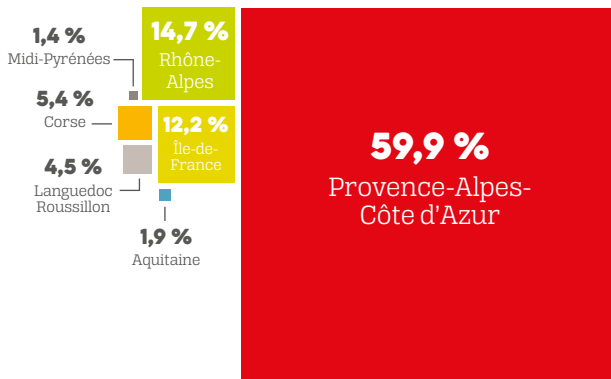 1,4 %
Midi-Pyrénées
14,7 %
Rhône-
Alpes
5,4 %
Corse
12,2 %
Île-de-
France
4,5 %
Languedoc
Roussillon
1,9 %
Aquitaine
59,9 %
Provence-Alpes-
Côte d’Azur